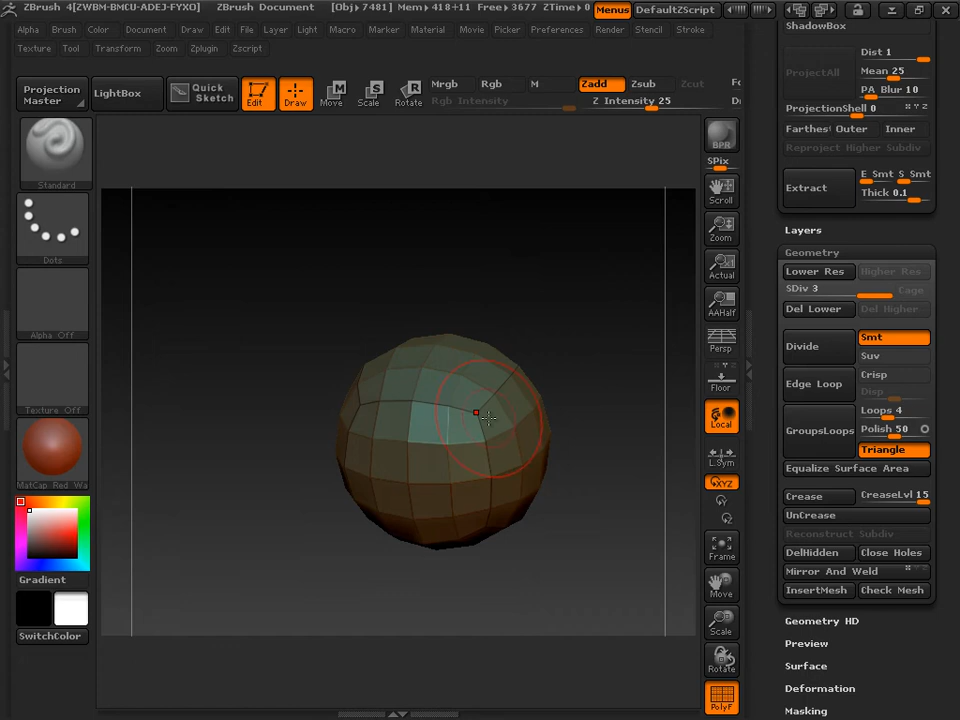 ZBrush 4[ZWBM-BMCU-ADEJ-FYXO] ZBrush Document [Obj▸ 7481] Mem▸ 418+11 Free▸ 3677 ZTime▸0 Menus DefaultZScript
Alpha Brush Color Document Draw Edit File Layer Light Macro Marker Material Movie Picker Preferences Render Stencil Stroke
Texture Tool Transform Zoom Zplugin Zscript
Projection Master
LightBox
Quick Sketch
Edit
Draw
Move
Scale
Rotate
Mrgb Rgb M
Rgb Intensity
Zadd Zsub Zcut
Z Intensity 25
Standard
Dots
Alpha Off
Texture Off
MatCap Red Wa
Gradient
SwitchColor
BPR
SPix
Scroll
Zoom
Actual
AAHalf
Persp
Floor
Local
L.Sym
XYZ
Y
Z
Frame
Move
Scale
Rotate
PolyF
ShadowBox
ProjectAll
Dist 1
Mean 25
PA Blur 10
ProjectionShell 0 X Y Z
Farthest Outer Inner
Reproject Higher Subdiv
Extract
E Smt S Smt
Thick 0.1
Layers
Geometry
Lower Res Higher Res
SDiv 3 Cage
Del Lower Del Higher
Divide Smt
Suv
Edge Loop Crisp
Disp
GroupsLoops Loops 4
Polish 50
Triangle
Equalize Surface Area
Crease CreaseLvl 15
UnCrease
Reconstruct Subdiv
DelHidden Close Holes
Mirror And Weld
InsertMesh Check Mesh
Geometry HD
Preview
Surface
Deformation
Masking